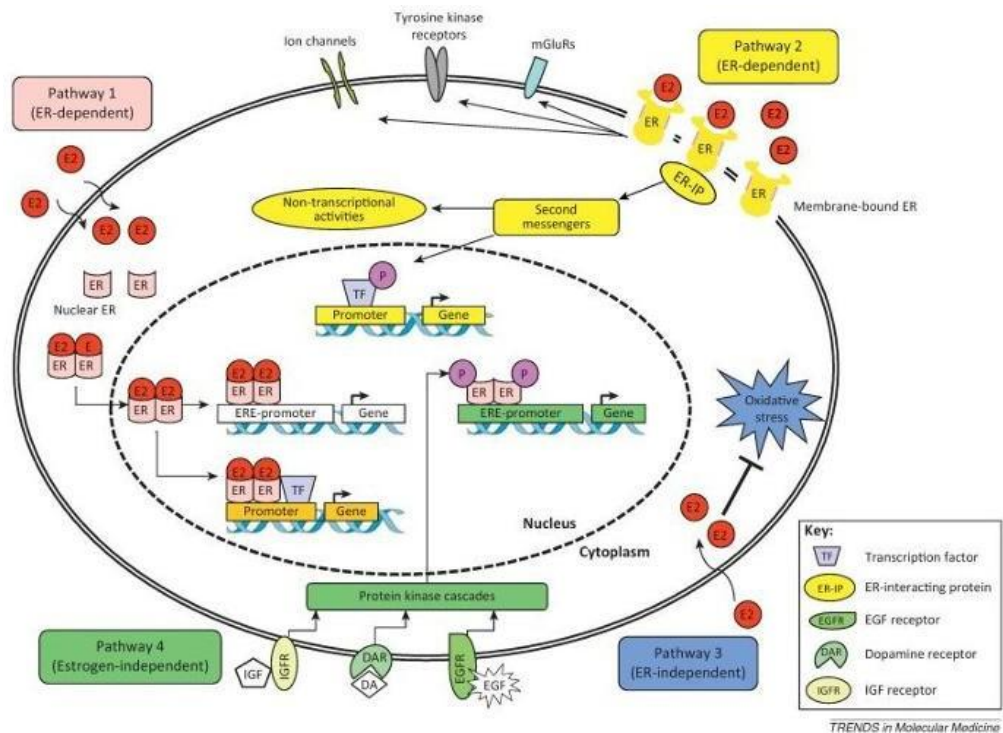 Ion channels
Tyrosine kinase
receptors
mGluRs
Pathway 2
(ER-dependent)
Pathway 1
(ER-dependent)
E2
E2
E2
E2
E2
E2
E2
E2
ER
ER
ER
ER-IP
Membrane-bound ER
Non-transcriptional
activities
Second
messengers
ER
ER
Nuclear ER
P
TF
Promoter
Gene
E2
E
ER
ER
E2
E2
ER
ER
E2
E2
ER
ER
ERE-promoter
Gene
P
P
ER
ER
ERE-promoter
Gene
Oxidative
stress
E2
E2
ER
ER
TF
Promoter
Gene
Nucleus
Cytoplasm
E2
E2
E2
Protein kinase cascades
Pathway 4
(Estrogen-independent)
IGF
IGFR
DAR
DA
EGFR
EGF
Pathway 3
(ER-independent)
Key:
TF
Transcription factor
ER-IP
ER-interacting protein
EGFR
EGF receptor
DAR
Dopamine receptor
IGFR
IGF receptor
TRENDS in Molecular Medicine